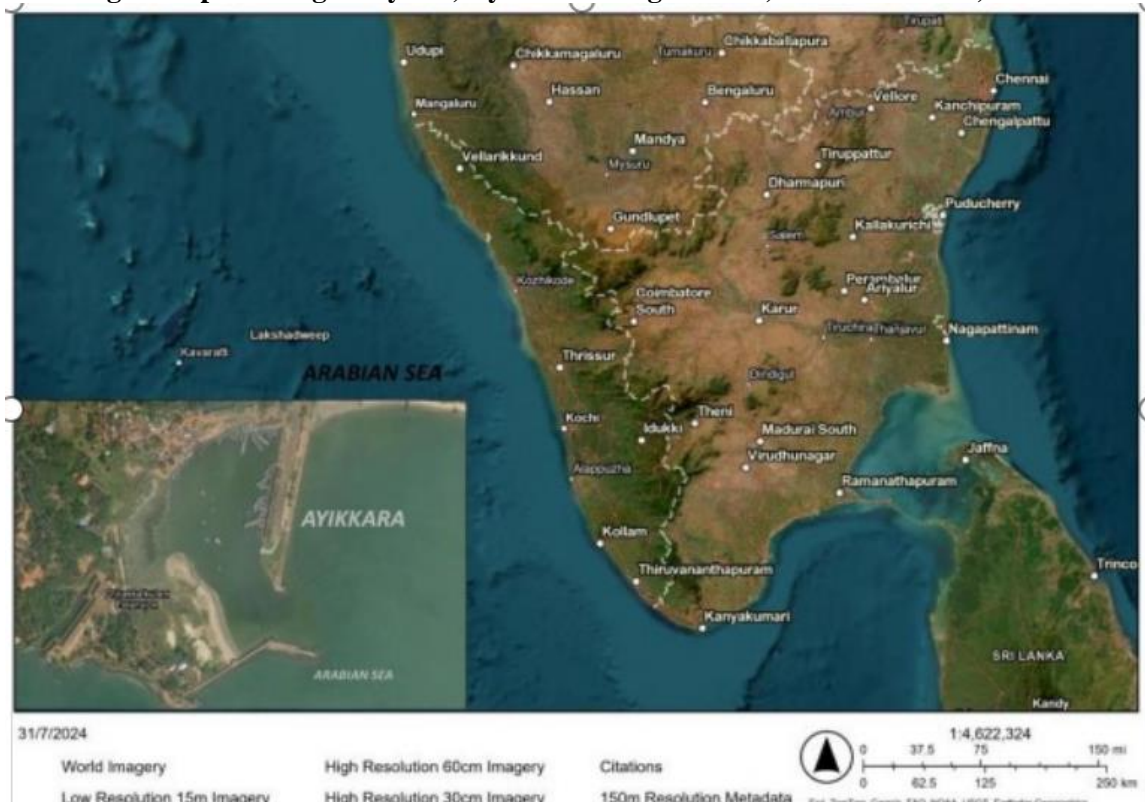 Tirupati
Udupi
Chikkamagaluru
Tumakuru
Chikkaballapura
Hassan
Bengaluru
Chennai
Vellore
Kanchipuram
Mangaluru
Ambur
Chengalpattu
Mandya
Vellarikkund
Mysuru
Tiruppattur
Dharmapuri
Gundlupet
Puducherry
Kallakurichi
Salem
Kozhikode
Perambalur
Coimbatore
South
Ariyalur
Karur
Lakshadweep
Nagapattinam
Thanjavur
Kavaratti
Thrissur
ARABIAN SEA
Dindigul
Kochi
Theni
Idukki
Madurai South
Jaffna
Virudhunagar
Alappuzha
Ramanathapuram
AYIKKARA
Kollam
Thiruvananthapuram
Trinco
Kanyakumari
SRI LANKA
ARABIAN SEA
Kandy
31/7/2024
1:4,622,324
0 37.5 75 150 mi
0 62.5 125 250 km
World Imagery
High Resolution 60cm Imagery
Citations
Low Resolution 15m Imagery
High Resolution 30cm Imagery
150m Resolution Metadata